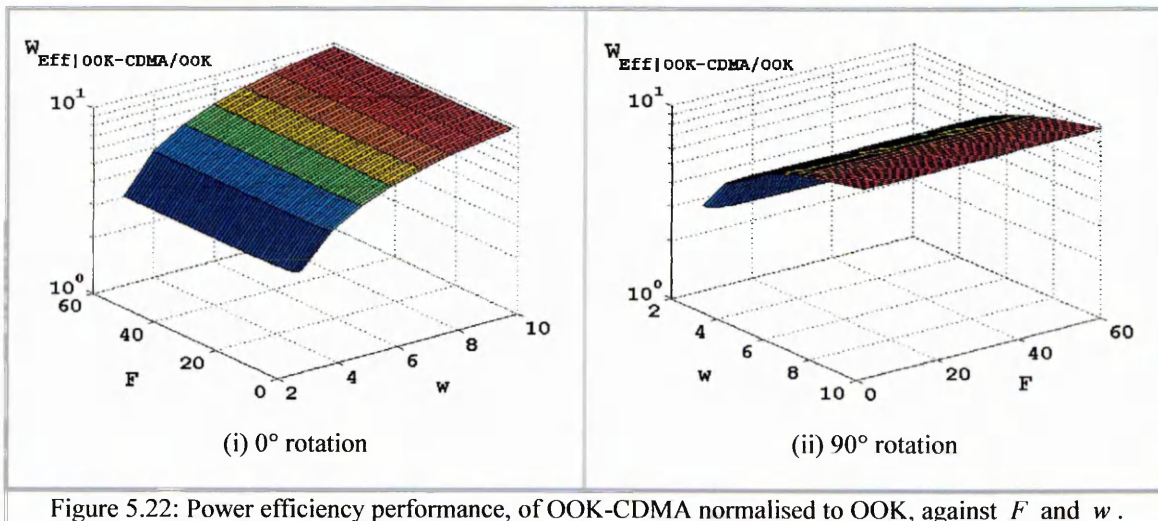 W Eff|OOK-CDMA/OOK
10¹
10⁰
60
40
20
0
F
2
4
6
8
10
w
(i) 0° rotation
W Eff|OOK-CDMA/OOK
10¹
10⁰
2
4
6
8
10
w
0
20
40
60
F
(ii) 90° rotation
Figure 5.22: Power efficiency performance, of OOK-CDMA normalised to OOK, against F and w .